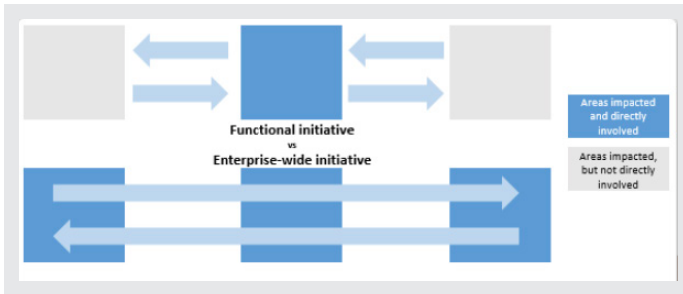 Functional initiative
vs
Enterprise-wide initiative
Areas impacted
and directly
involved
Areas impacted,
but not directly
involved